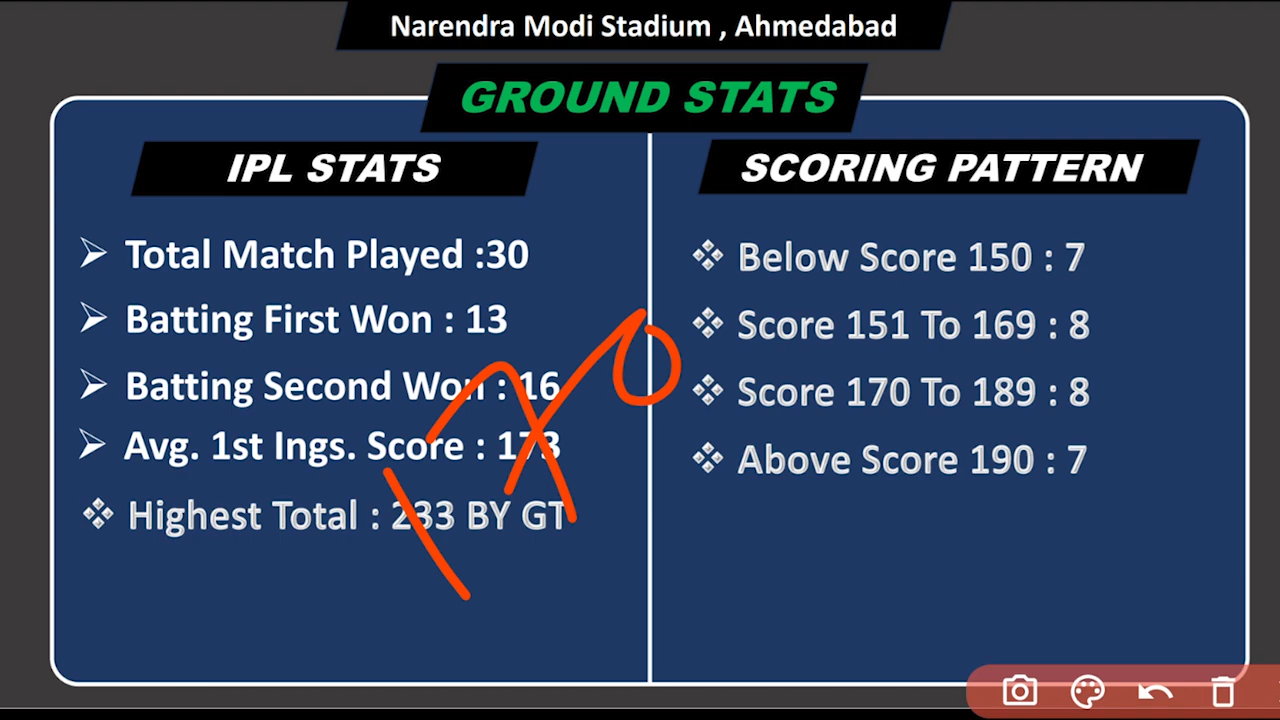 Narendra Modi Stadium , Ahmedabad
GROUND STATS
IPL STATS
Total Match Played :30
Batting First Won : 13
Batting Second Won : 16
Avg. 1st Ings. Score : 173
Highest Total : 233 BY GT
SCORING PATTERN
Below Score 150 : 7
Score 151 To 169 : 8
Score 170 To 189 : 8
Above Score 190 : 7